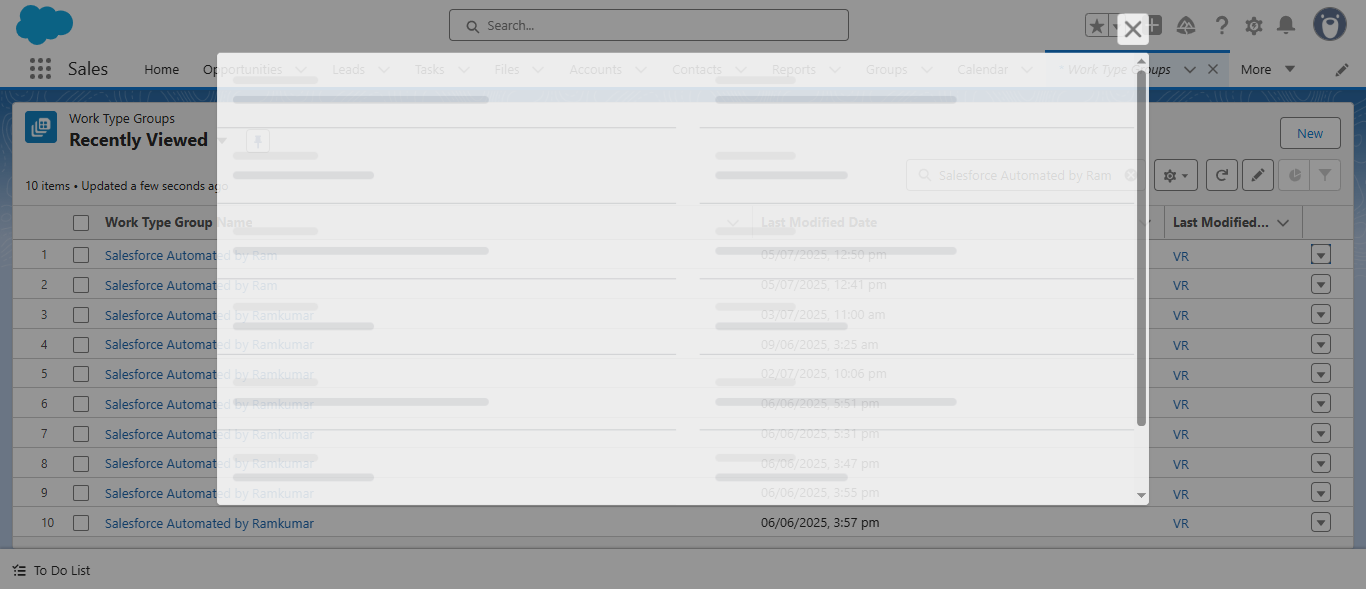 Search...
Sales
Home
Opportunities
Leads
Tasks
Files
Accounts
Contacts
Reports
Groups
Calendar
* Work Type Groups
More
Work Type Groups
Recently Viewed
New
10 items • Updated a few seconds ago
Salesforce Automated by Ram
Work Type Group Name
Last Modified Date
Last Modified...
1 Salesforce Automated by Ram 05/07/2025, 12:50 pm VR
2 Salesforce Automated by Ram 05/07/2025, 12:41 pm VR
3 Salesforce Automated by Ramkumar 03/07/2025, 11:00 am VR
4 Salesforce Automated by Ramkumar 09/06/2025, 3:25 am VR
5 Salesforce Automated by Ramkumar 02/07/2025, 10:06 pm VR
6 Salesforce Automated by Ramkumar 06/06/2025, 5:51 pm VR
7 Salesforce Automated by Ramkumar 06/06/2025, 5:31 pm VR
8 Salesforce Automated by Ramkumar 06/06/2025, 3:47 pm VR
9 Salesforce Automated by Ramkumar 06/06/2025, 3:55 pm VR
10 Salesforce Automated by Ramkumar 06/06/2025, 3:57 pm VR
To Do List